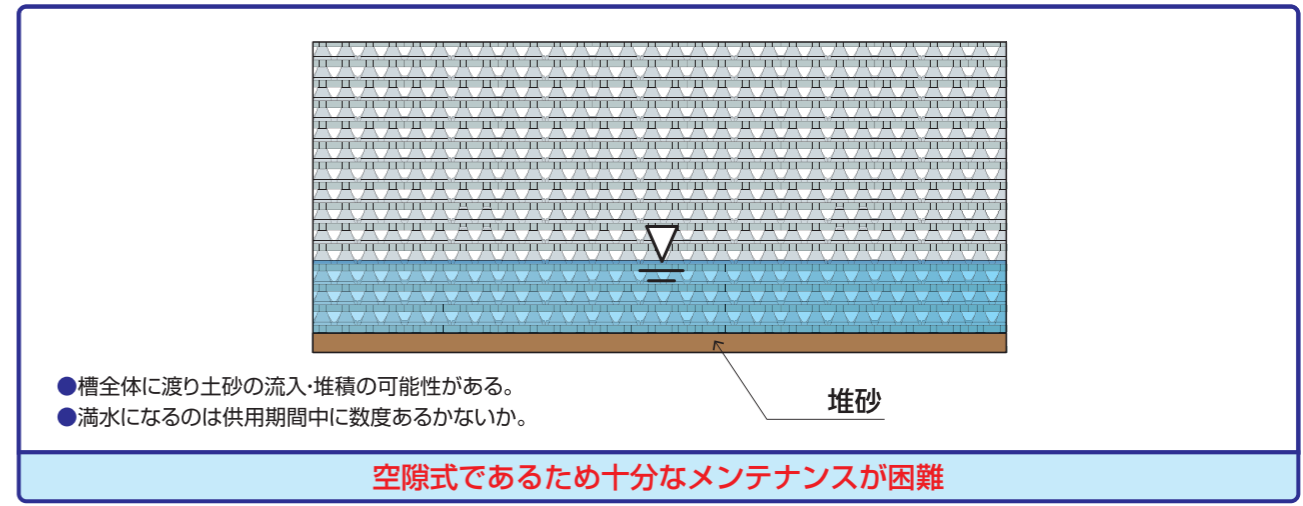 ●槽全体に渡り土砂の流入・堆積の可能性がある。
●満水になるのは供用期間中に数度あるかないか。
堆砂
空隙式であるため十分なメンテナンスが困難